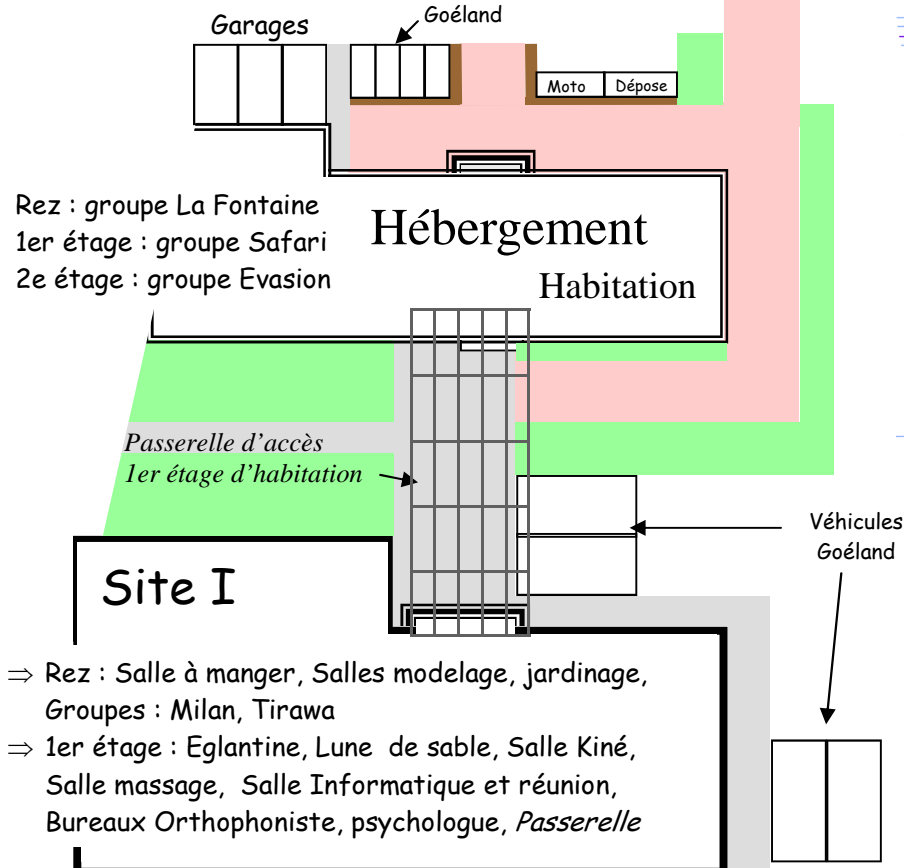 Goéland
Garages
Moto Dépose
Rez : groupe La Fontaine
1er étage : groupe Safari
2e étage : groupe Evasion
Hébergement
Habitation
Passerelle d'accès
1er étage d'habitation
Véhicules
Goéland
Site I
⇒ Rez : Salle à manger, Salles modelage, jardinage,
Groupes : Milan, Tirawa
⇒ 1er étage : Eglantine, Lune de sable, Salle Kiné,
Salle massage, Salle Informatique et réunion,
Bureaux Orthophoniste, psychologue, Passerelle